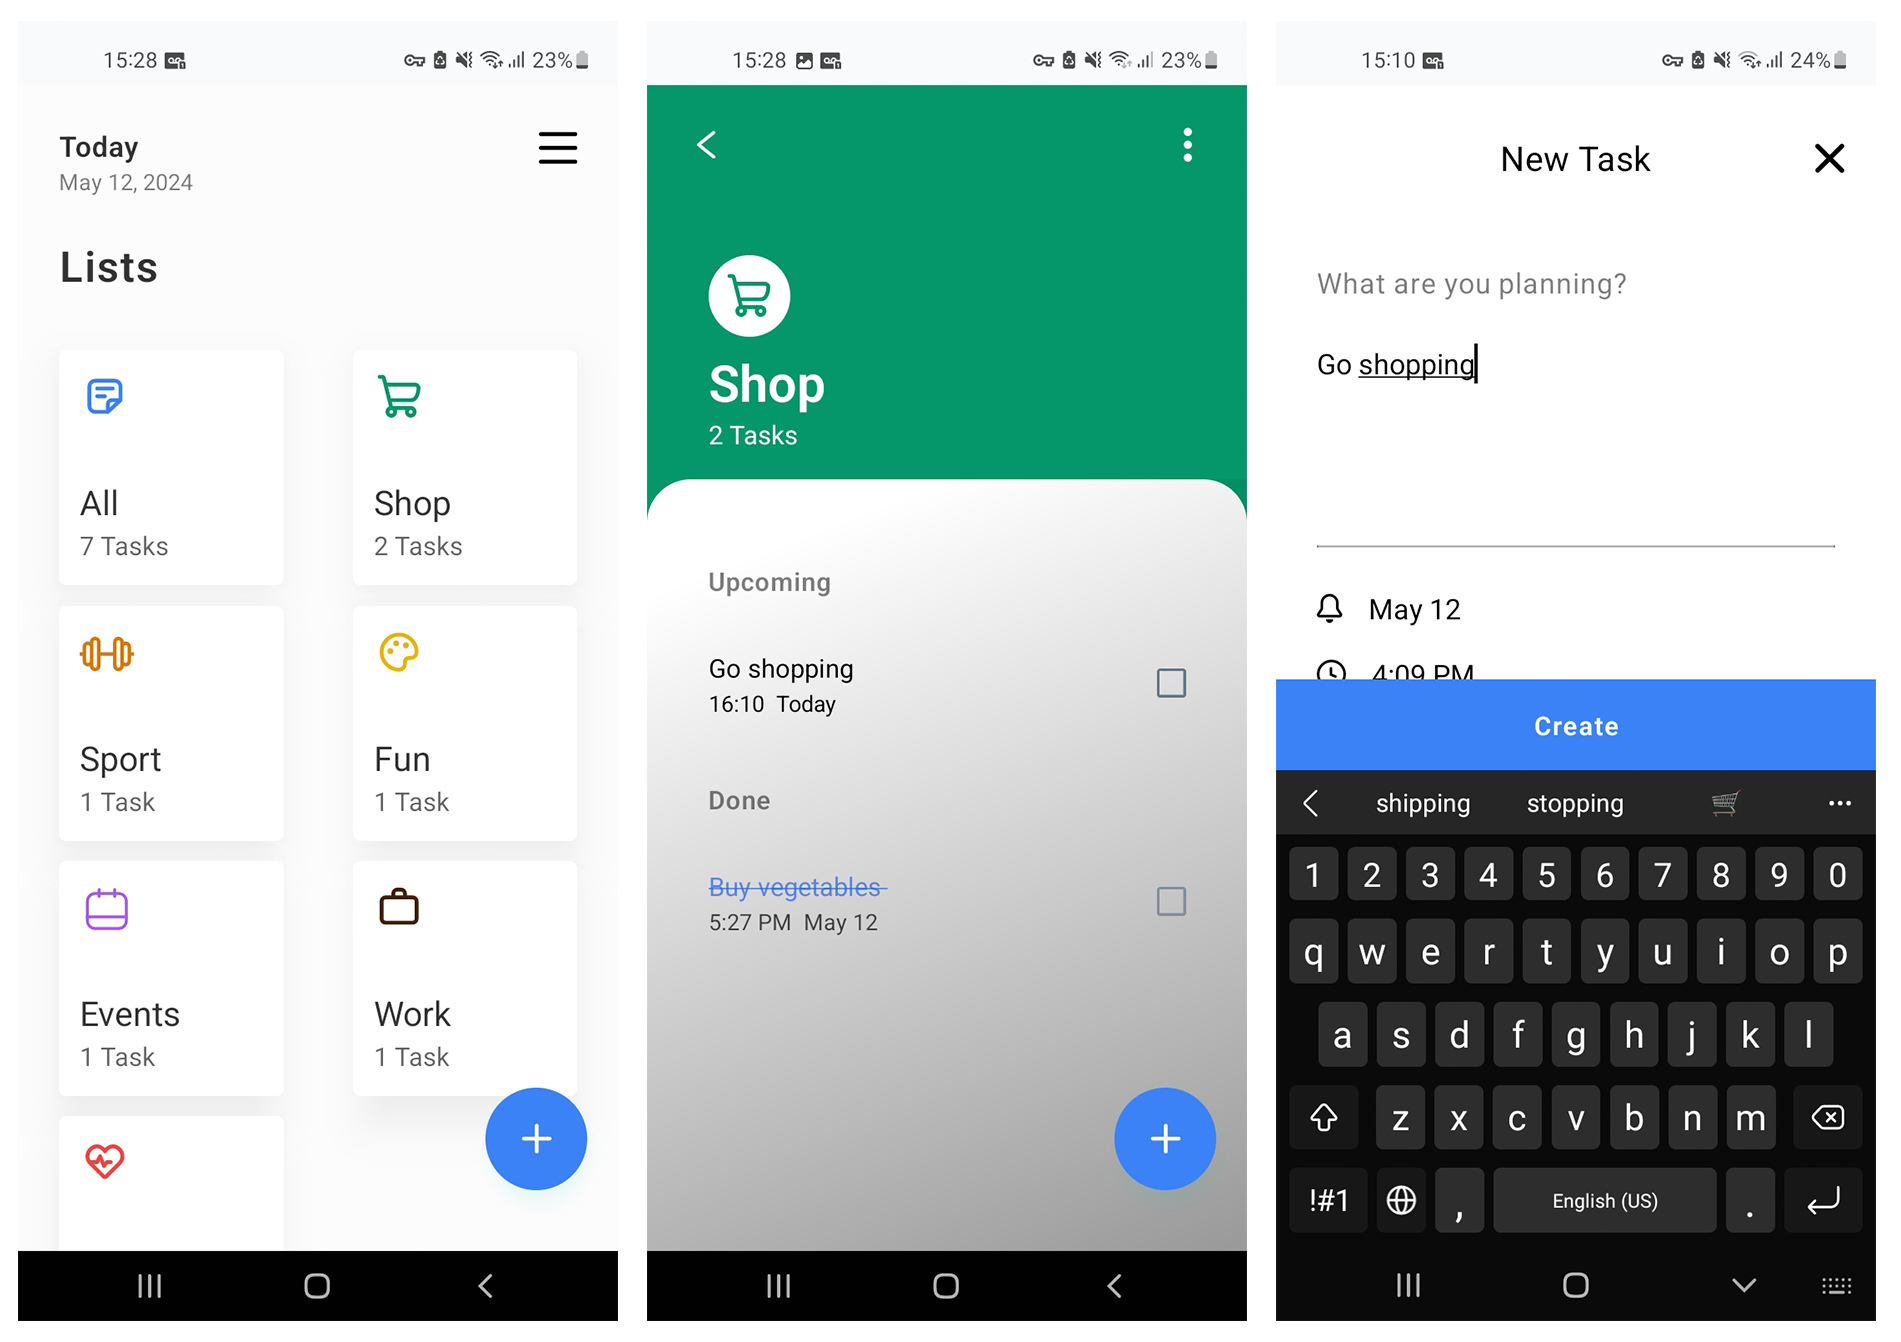 15:28
23%
Today
May 12, 2024
Lists
All
7 Tasks
Shop
2 Tasks
Sport
1 Task
Fun
1 Task
Events
1 Task
Work
1 Task
15:28
23%
Shop
2 Tasks
Upcoming
Go shopping
16:10 Today
Done
Buy vegetables
5:27 PM May 12
15:10
24%
New Task
What are you planning?
Go shopping
May 12
4:09 PM
Create
shipping stopping
1 2 3 4 5 6 7 8 9 0
q w e r t y u i o p
a s d f g h j k l
z x c v b n m
!#1 , English (US) .